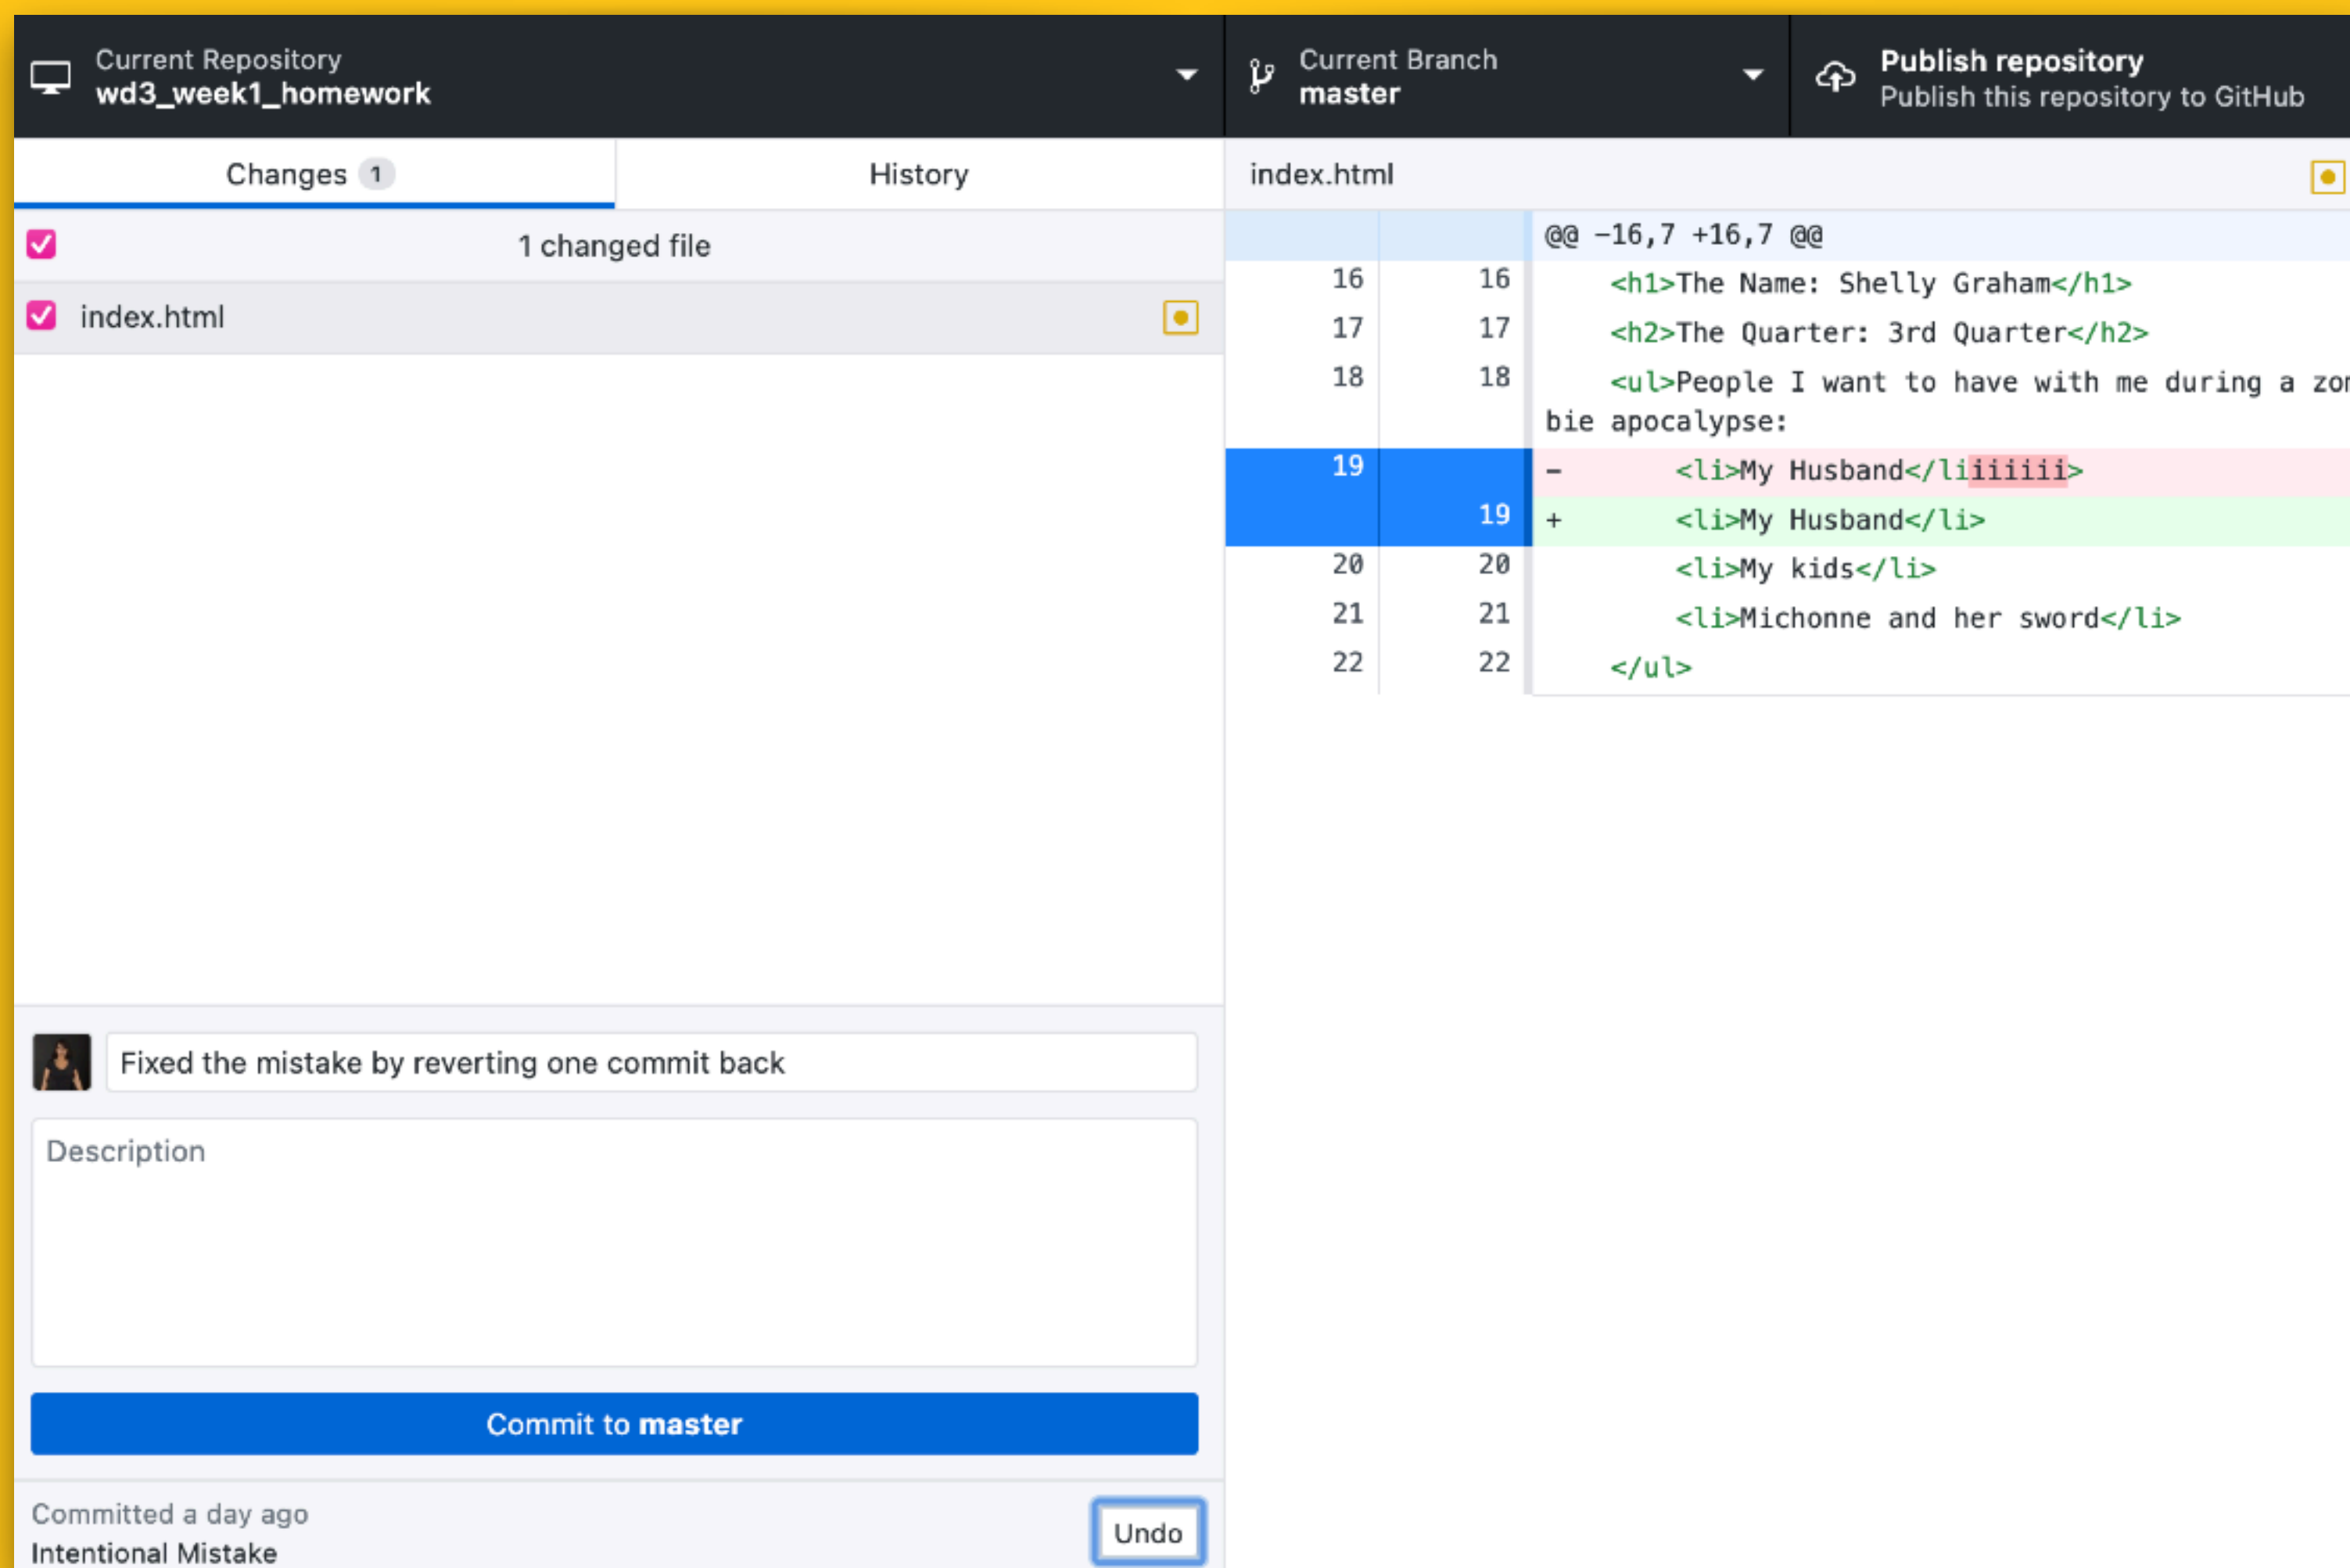 Current Repository
wd3_week1_homework
Current Branch
master
Publish repository
Publish this repository to GitHub
Changes 1
History
1 changed file
index.html
index.html
@@ -16,7 +16,7 @@
16 16 <h1>The Name: Shelly Graham</h1>
17 17 <h2>The Quarter: 3rd Quarter</h2>
18 18 <ul>People I want to have with me during a zom
bie apocalypse:
19 - <li>My Husband</liiiiiii>
19 + <li>My Husband</li>
20 20 <li>My kids</li>
21 21 <li>Michonne and her sword</li>
22 22 </ul>
Fixed the mistake by reverting one commit back
Description
Commit to master
Committed a day ago
Intentional Mistake
Undo